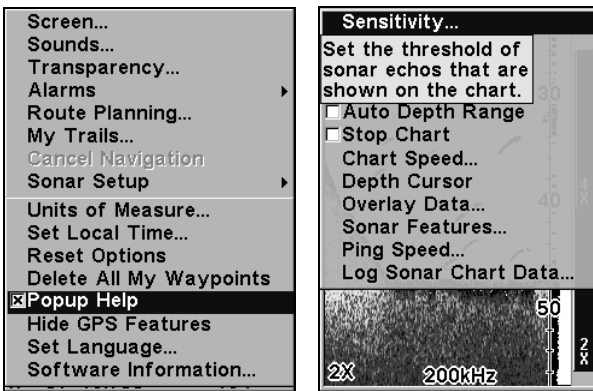 Screen...
Sounds...
Transparency...
Alarms
Route Planning...
My Trails...
Cancel Navigation
Sonar Setup
Units of Measure...
Set Local Time...
Reset Options
Delete All My Waypoints
Popup Help
Hide GPS Features
Set Language...
Software Information...
Sensitivity...
Set the threshold of
sonar echos that are
shown on the chart.
30
Auto Depth Range
Stop Chart
Chart Speed...
Depth Cursor
Overlay Data...
40
4X
Sonar Features...
Ping Speed...
Log Sonar Chart Data...
50
2X
2X 200kHz